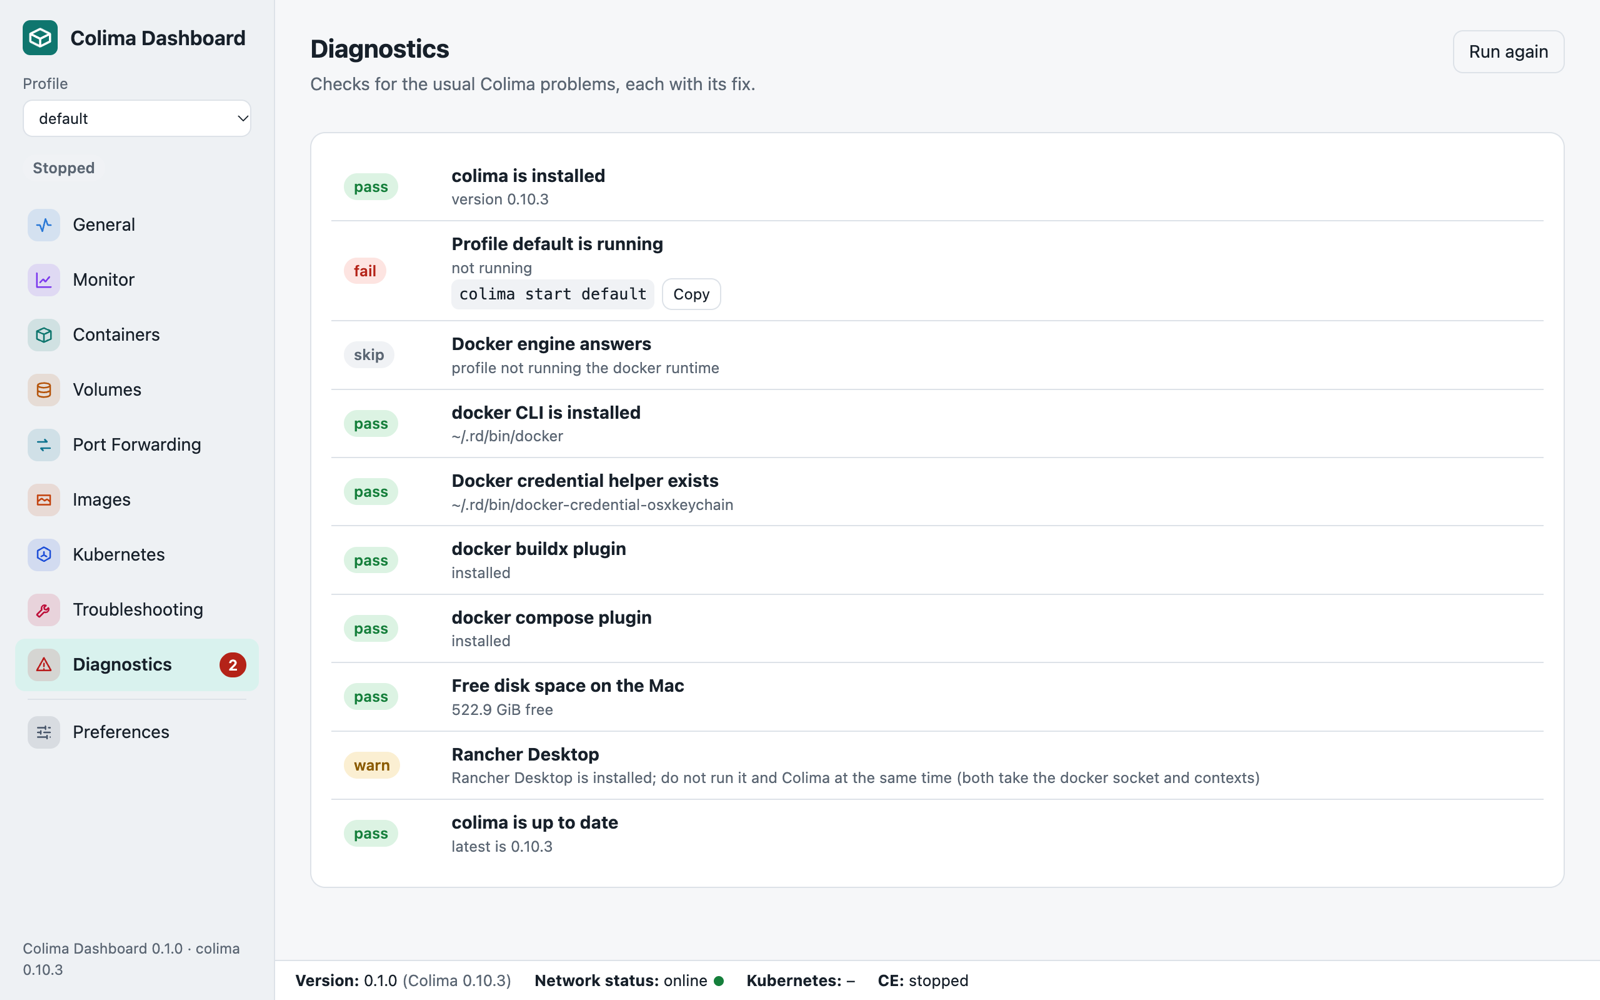 Colima Dashboard
Profile
default
Stopped
General
Monitor
Containers
Volumes
Port Forwarding
Images
Kubernetes
Troubleshooting
Diagnostics 2
Preferences
Colima Dashboard 0.1.0 · colima
0.10.3
Diagnostics
Checks for the usual Colima problems, each with its fix.
Run again
pass
colima is installed
version 0.10.3
fail
Profile default is running
not running
colima start default Copy
skip
Docker engine answers
profile not running the docker runtime
pass
docker CLI is installed
~/.rd/bin/docker
pass
Docker credential helper exists
~/.rd/bin/docker-credential-osxkeychain
pass
docker buildx plugin
installed
pass
docker compose plugin
installed
pass
Free disk space on the Mac
522.9 GiB free
warn
Rancher Desktop
Rancher Desktop is installed; do not run it and Colima at the same time (both take the docker socket and contexts)
pass
colima is up to date
latest is 0.10.3
Version: 0.1.0 (Colima 0.10.3) Network status: online Kubernetes: – CE: stopped